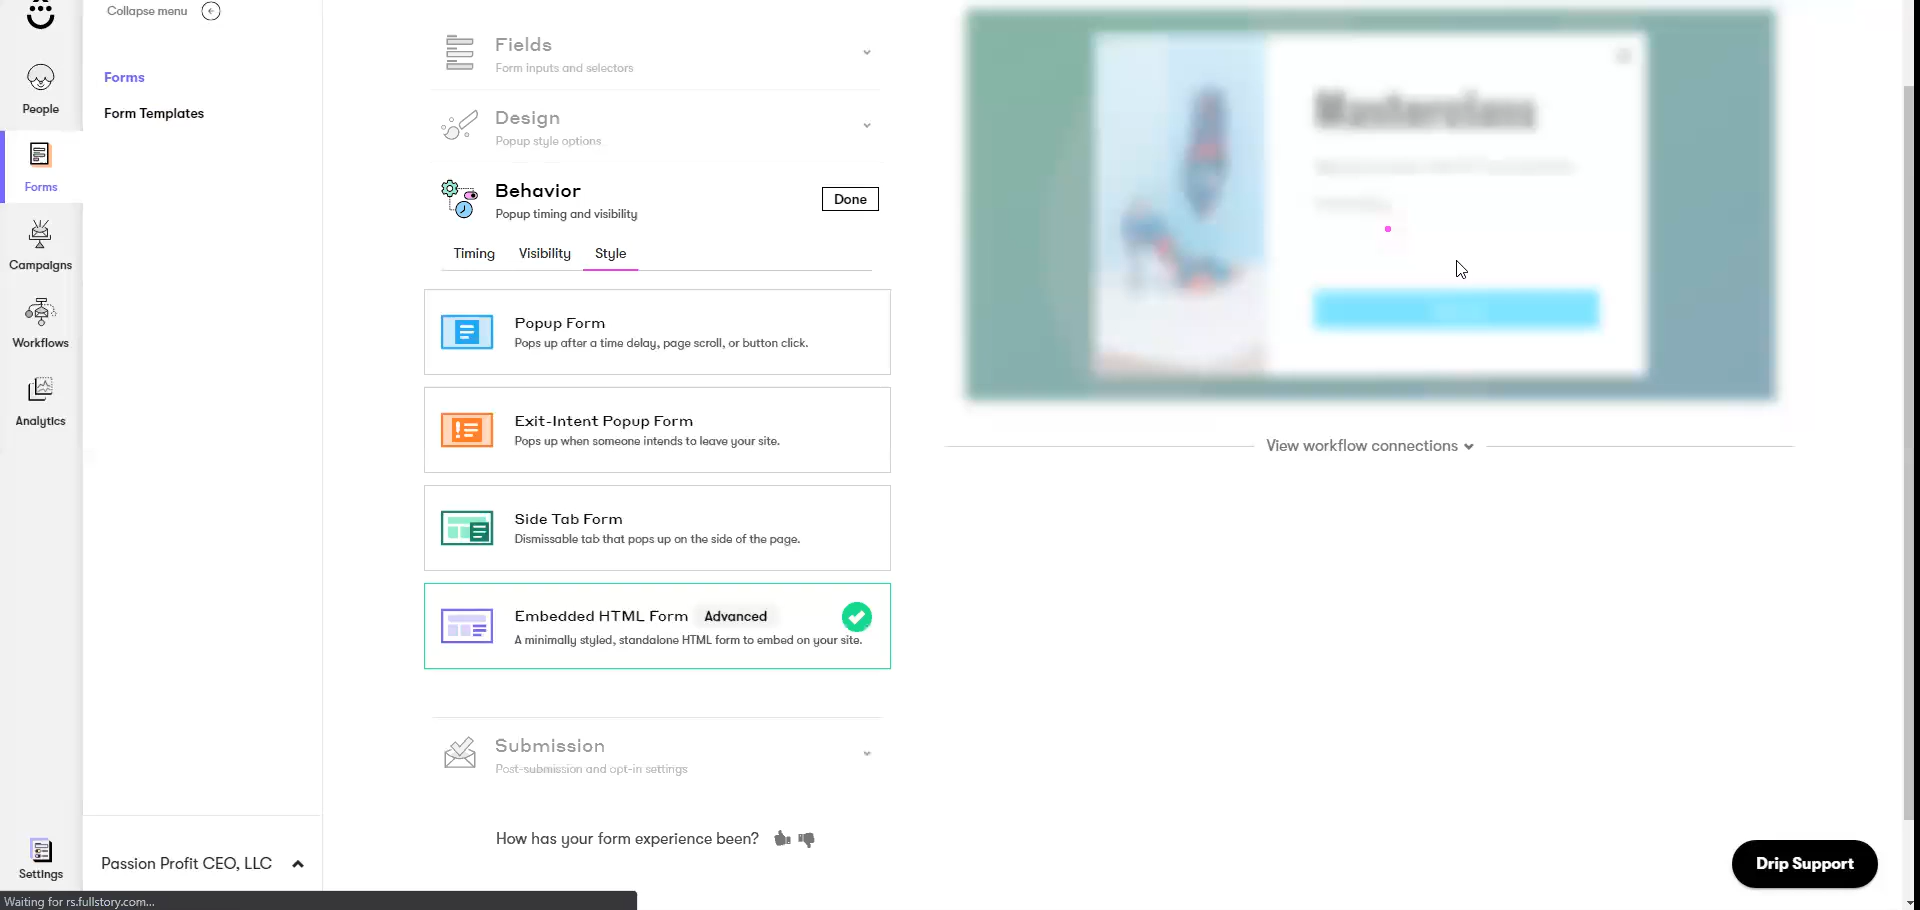 Collapse menu
People
Forms
Campaigns
Workflows
Analytics
Settings
Forms
Form Templates
Passion Profit CEO, LLC
Fields
Form inputs and selectors
Design
Popup style options
Behavior
Popup timing and visibility
Done
Timing Visibility Style
Popup Form
Pops up after a time delay, page scroll, or button click.
Exit-Intent Popup Form
Pops up when someone intends to leave your site.
Side Tab Form
Dismissable tab that pops up on the side of the page.
Embedded HTML Form Advanced
A minimally styled, standalone HTML form to embed on your site.
Submission
Post-submission and opt-in settings
How has your form experience been?
Masterclass
View workflow connections
Drip Support
Waiting for rs.fullstory.com...